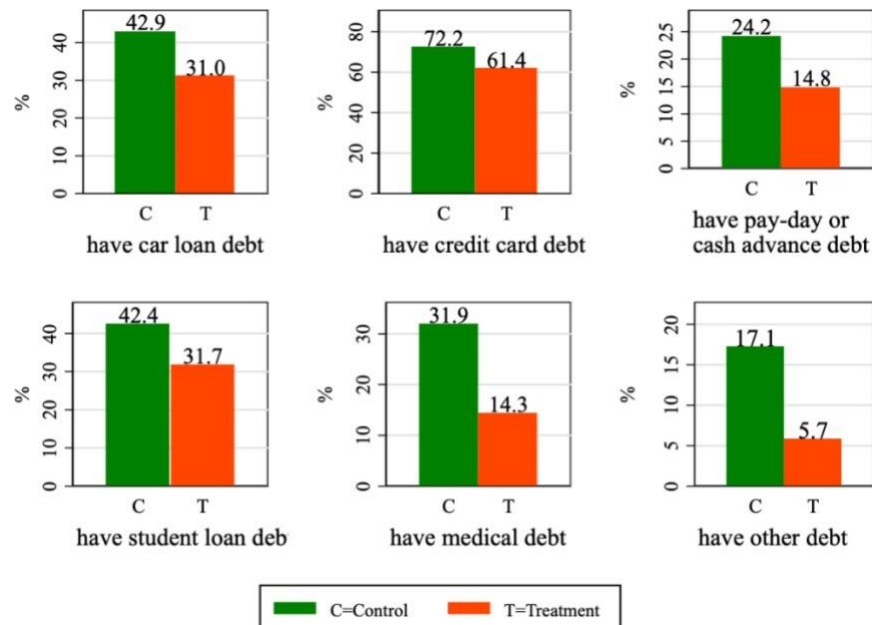 42.9
31.0
%
0 10 20 30 40
C T
have car loan debt
72.2
61.4
%
0 20 40 60 80
C T
have credit card debt
24.2
14.8
%
0 5 10 15 20 25
C T
have pay-day or
cash advance debt
42.4
31.7
%
0 10 20 30 40
C T
have student loan deb
31.9
14.3
%
0 10 20 30
C T
have medical debt
17.1
5.7
%
0 5 10 15 20
C T
have other debt
C=Control T=Treatment